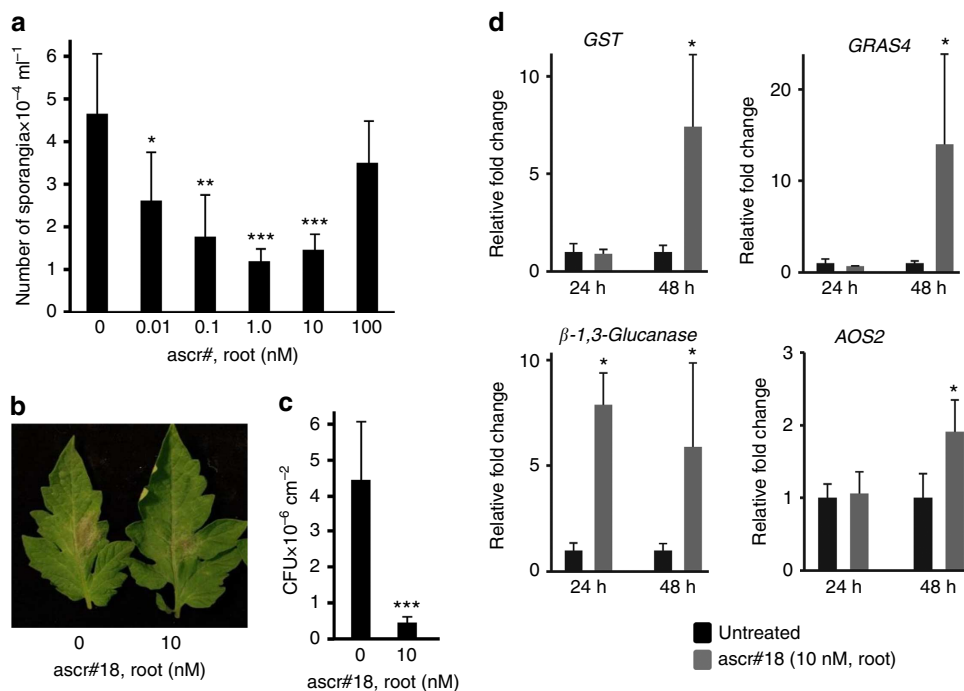 a
Number of sporangia×10⁻⁴ ml⁻¹
6
5
4
3
2
1
0
*
**
***
***
0 0.01 0.1 1.0 10 100
ascr#, root (nM)
b
0 10
ascr#18, root (nM)
c
CFU×10⁻⁶ cm⁻²
6
5
4
3
2
1
0
***
0 10
ascr#18, root (nM)
d
GST
Relative fold change
10
5
0
*
24 h 48 h
GRAS4
Relative fold change
20
10
0
*
24 h 48 h
β-1,3-Glucanase
Relative fold change
10
5
0
*
*
24 h 48 h
AOS2
Relative fold change
3
2
1
0
*
24 h 48 h
Untreated
ascr#18 (10 nM, root)